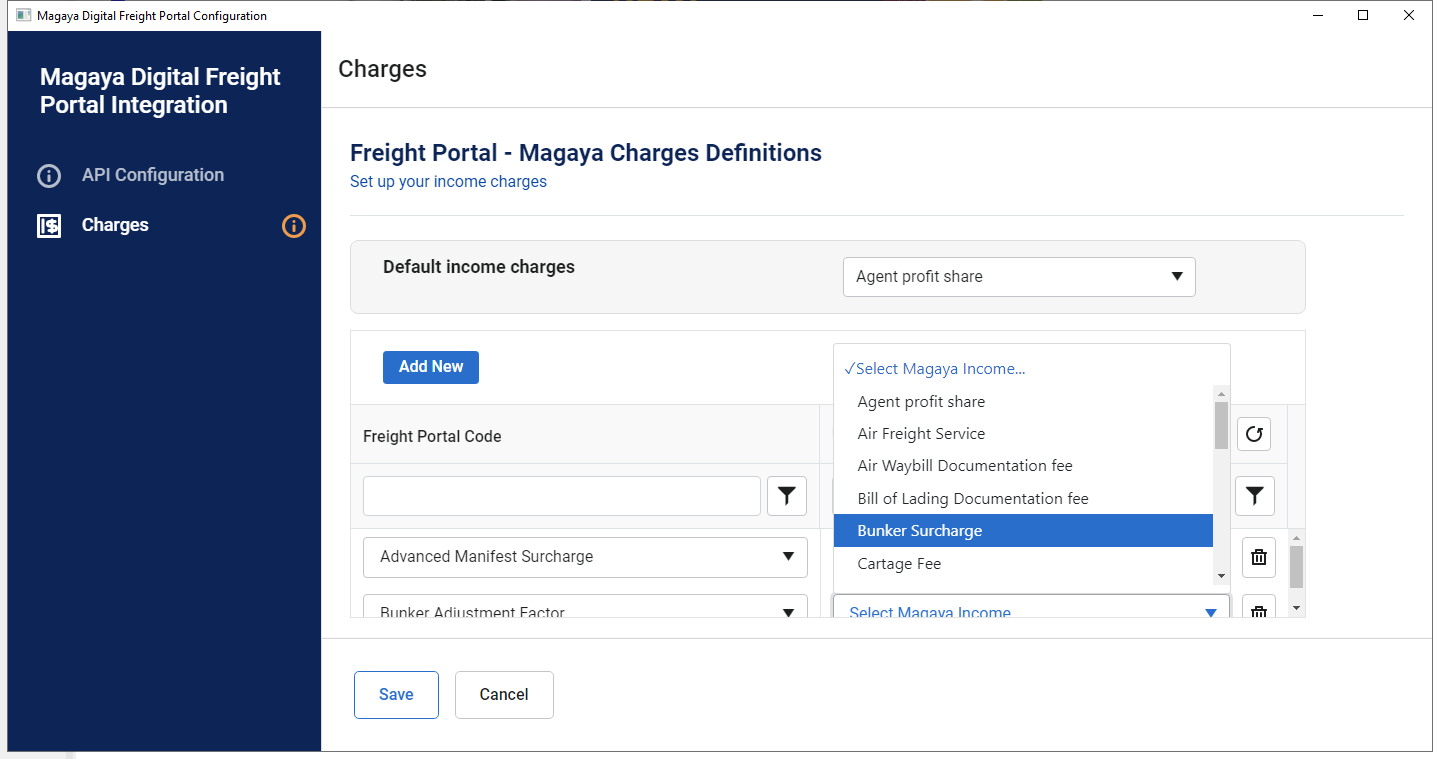 Magaya Digital Freight Portal Configuration
Magaya Digital Freight
Portal Integration
API Configuration
Charges
Charges
Freight Portal - Magaya Charges Definitions
Set up your income charges
Default income charges
Agent profit share
Add New
✓Select Magaya Income...
Agent profit share
Air Freight Service
Air Waybill Documentation fee
Bill of Lading Documentation fee
Bunker Surcharge
Cartage Fee
Freight Portal Code
Advanced Manifest Surcharge
Bunker Adjustment Factor
Select Magaya Income
Save
Cancel